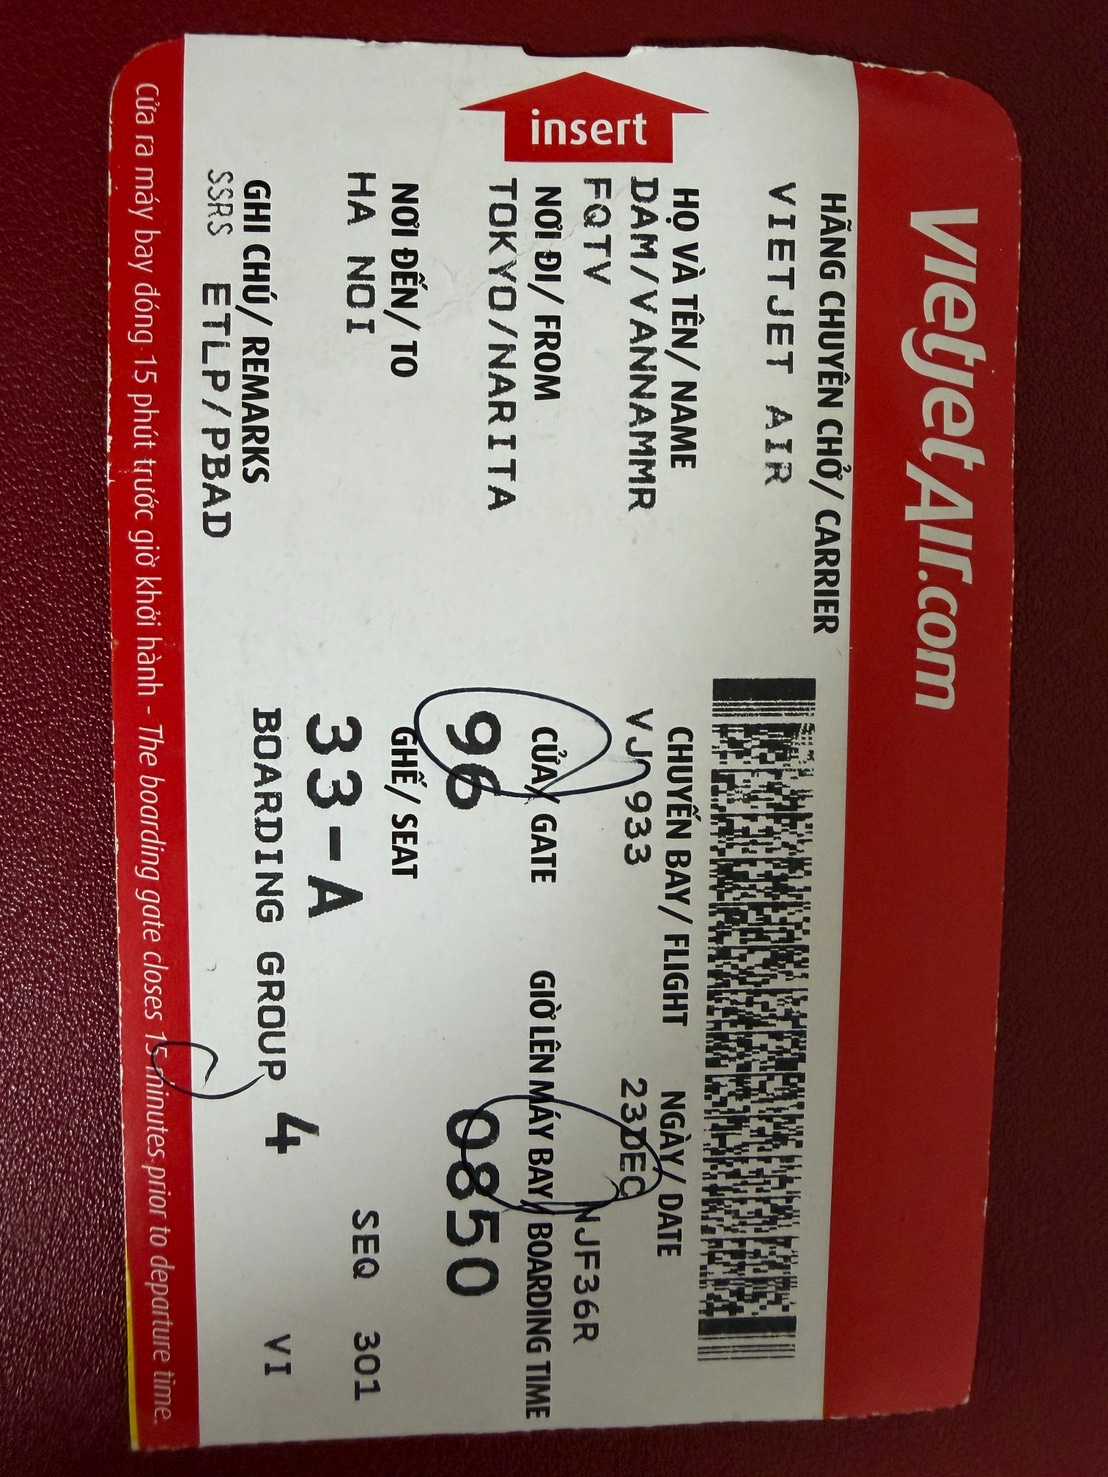 VietjetAir.com
insert
HÃNG CHUYÊN CHỞ/ CARRIER
VIETJET AIR
HỌ VÀ TÊN/ NAME
DAM/VANNAMMR
FQTV
CHUYẾN BAY/ FLIGHT
VJ 933
NGÀY/ DATE
23DEC
NJF36R
NƠI ĐI/ FROM
TOKYO/NARITA
CỬA/ GATE
96
GIỜ LÊN MÁY BAY/ BOARDING TIME
0850
NƠI ĐẾN/ TO
HA NOI
GHẾ/ SEAT
33-A
SEQ 301
GHI CHÚ/ REMARKS
SSRS ETLP/PBAD
BOARDING GROUP 4
VI
Cửa ra máy bay đóng 15 phút trước giờ khởi hành - The boarding gate closes 15 minutes prior to departure time.